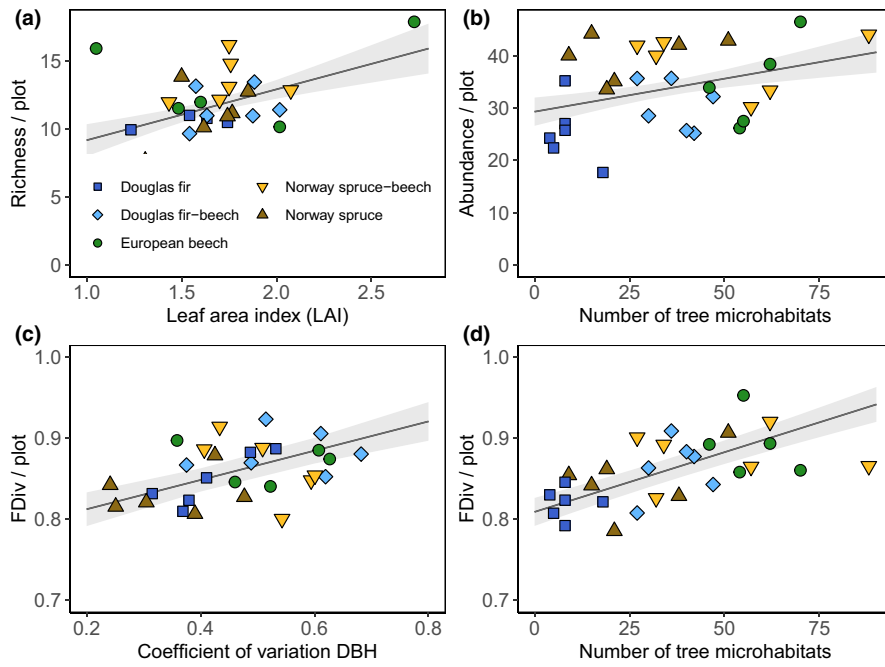 (a)
Richness / plot
15
10
5
0
1.0 1.5 2.0 2.5
Leaf area index (LAI)
Douglas fir
Douglas fir-beech
European beech
Norway spruce-beech
Norway spruce
(b)
Abundance / plot
40
30
20
10
0
0 25 50 75
Number of tree microhabitats
(c)
FDiv / plot
1.0
0.9
0.8
0.7
0.2 0.4 0.6 0.8
Coefficient of variation DBH
(d)
FDiv / plot
1.0
0.9
0.8
0.7
0 25 50 75
Number of tree microhabitats